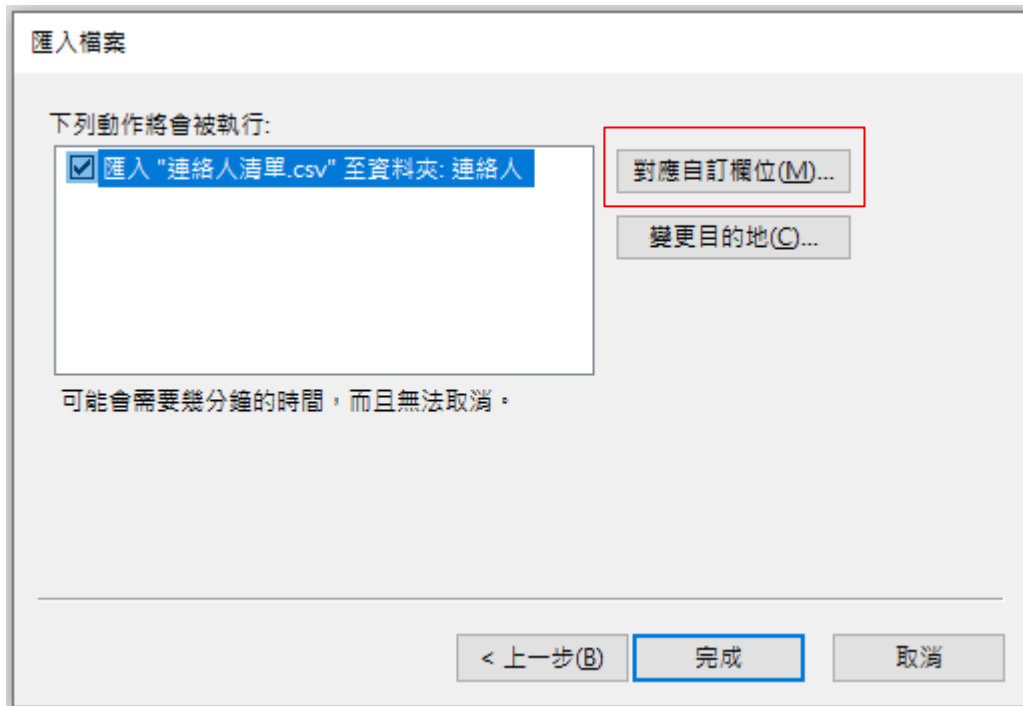 匯入檔案
下列動作將會被執行:
匯入 "連絡人清單.csv" 至資料夾: 連絡人
對應自訂欄位(M)...
變更目的地(C)...
可能會需要幾分鐘的時間，而且無法取消。
< 上一步(B)
完成
取消